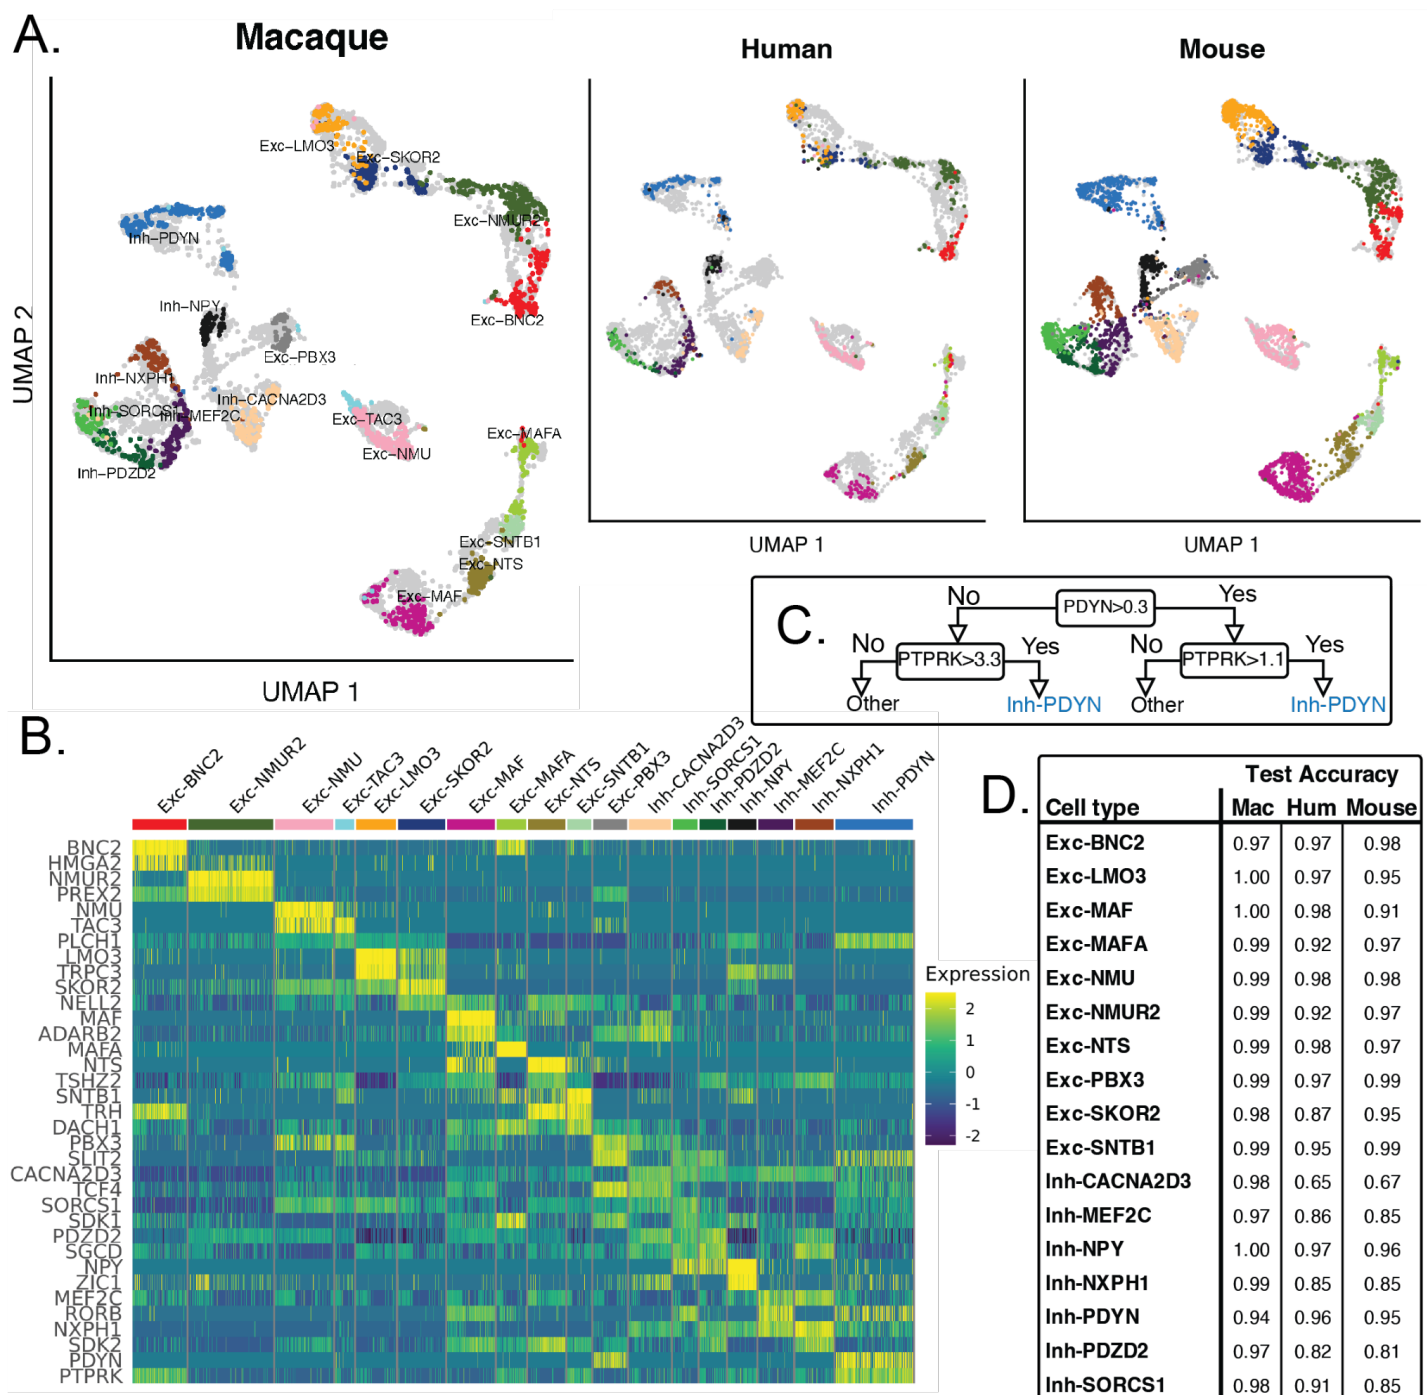 A.
Macaque
Human
Mouse
Exc-LMO3
Exc-SKOR2
Exc-NMUR2
Inh-PDYN
Inh-NPY
Exc-BNC2
Exc-PBX3
Inh-NXPH1
Inh-CACNA2D3
Inh-SORCS1
Inh-MEF2C
Exc-TAC3
Exc-MAFA
Exc-NMU
Inh-PDZD2
Exc-SNTB1
Exc-NTS
Exc-MAF
UMAP 2
UMAP 1
UMAP 1
UMAP 1
C.
PDYN>0.3
No
Yes
No
PTPRK>3.3
Yes
No
PTPRK>1.1
Yes
Other
Inh-PDYN
Other
Inh-PDYN
B.
Exc-BNC2
Exc-NMUR2
Exc-NMU
Exc-TAC3
Exc-LMO3
Exc-SKOR2
Exc-MAF
Exc-MAFA
Exc-NTS
Exc-SNTB1
Exc-PBX3
Inh-CACNA2D3
Inh-SORCS1
Inh-PDZD2
Inh-NPY
Inh-MEF2C
Inh-NXPH1
Inh-PDYN
BNC2
HMGA2
NMUR2
PREX2
NMU
TAC3
PLCH1
LMO3
TRPC3
SKOR2
NELL2
MAF
ADARB2
MAFA
NTS
TSHZ2
SNTB1
TRH
DACH1
PBX3
SLIT2
CACNA2D3
TCF4
SORCS1
SDK1
PDZD2
SGCD
NPY
ZIC1
MEF2C
RORB
NXPH1
SDK2
PDYN
PTPRK
Expression
2
1
0
-1
-2
D.
Test Accuracy
Cell type Mac Hum Mouse
Exc-BNC2 0.97 0.97 0.98
Exc-LMO3 1.00 0.97 0.95
Exc-MAF 1.00 0.98 0.91
Exc-MAFA 0.99 0.92 0.97
Exc-NMU 0.99 0.98 0.98
Exc-NMUR2 0.99 0.92 0.97
Exc-NTS 0.99 0.98 0.97
Exc-PBX3 0.99 0.97 0.99
Exc-SKOR2 0.98 0.87 0.95
Exc-SNTB1 0.99 0.95 0.99
Inh-CACNA2D3 0.98 0.65 0.67
Inh-MEF2C 0.97 0.86 0.85
Inh-NPY 1.00 0.97 0.96
Inh-NXPH1 0.99 0.85 0.85
Inh-PDYN 0.94 0.96 0.95
Inh-PDZD2 0.97 0.82 0.81
Inh-SORCS1 0.98 0.91 0.85